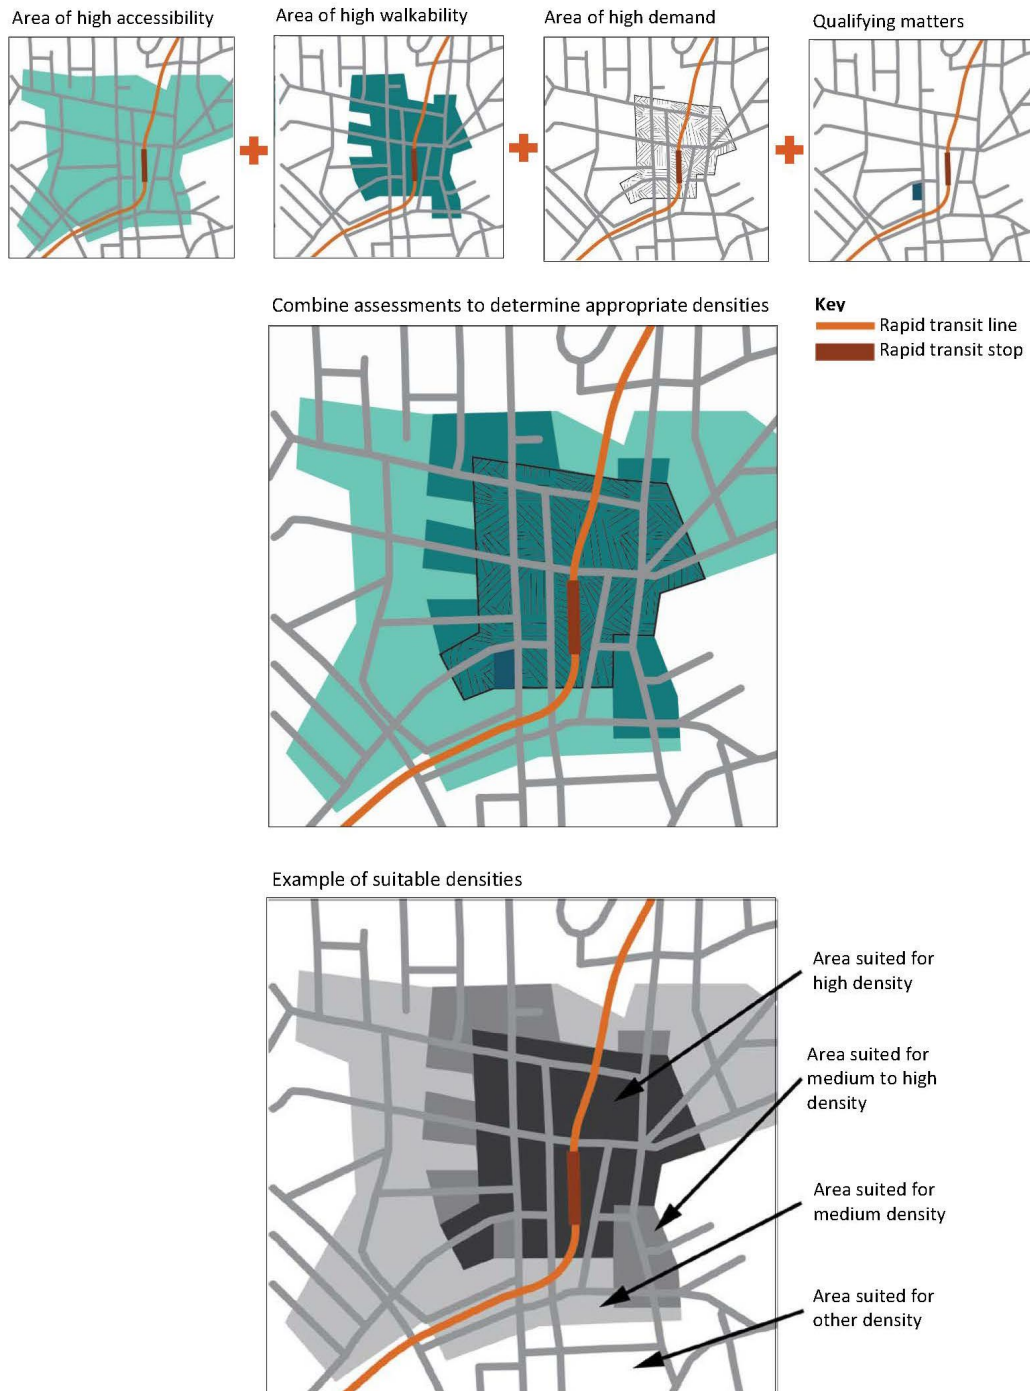 Area of high accessibility
Area of high walkability
Area of high demand
Qualifying matters
Combine assessments to determine appropriate densities
Key
Rapid transit line
Rapid transit stop
Example of suitable densities
Area suited for
high density
Area suited for
medium to high
density
Area suited for
medium density
Area suited for
other density